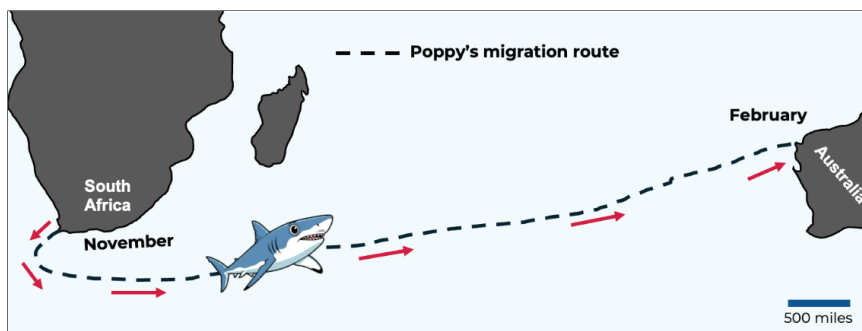 Poppy's migration route
February
Australia
South
Africa
November
500 miles